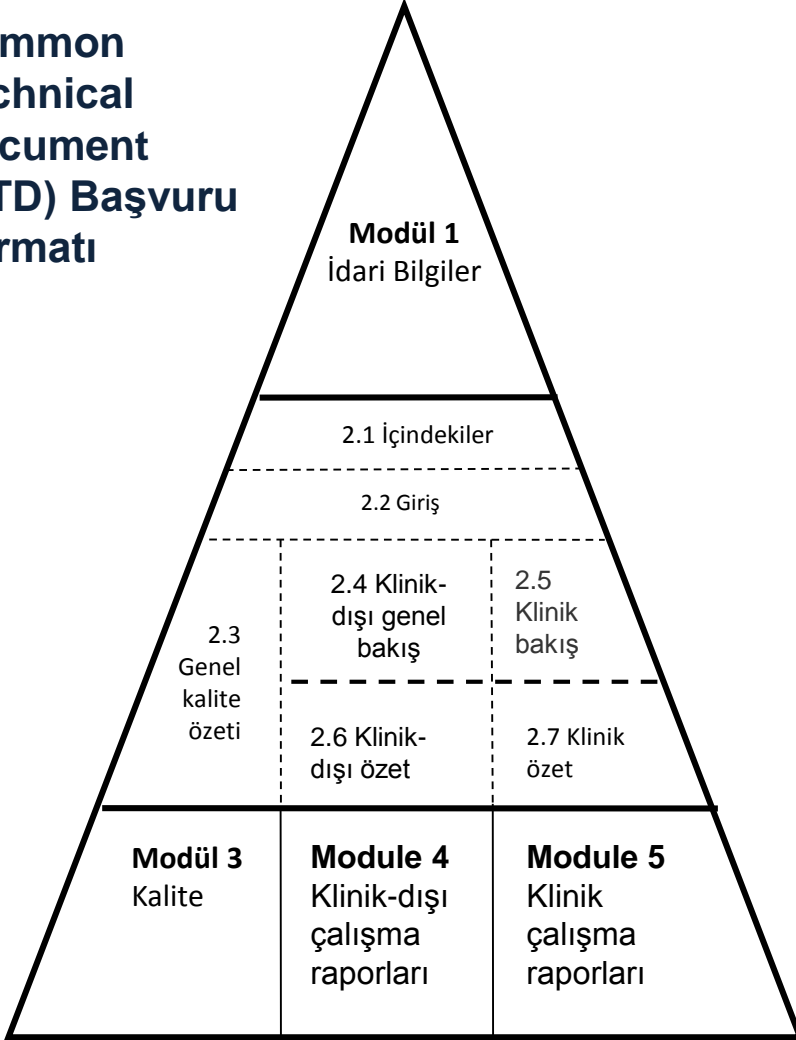 ommon
chnical
cument
TD) Başvuru
rmatı
Modül 1
İdari Bilgiler
2.1 İçindekiler
2.2 Giriş
2.3
Genel
kalite
özeti
2.4 Klinik-
dışı genel
bakış
2.5
Klinik
bakış
2.6 Klinik-
dışı özet
2.7 Klinik
özet
Modül 3
Kalite
Module 4
Klinik-dışı
çalışma
raporları
Module 5
Klinik
çalışma
raporları